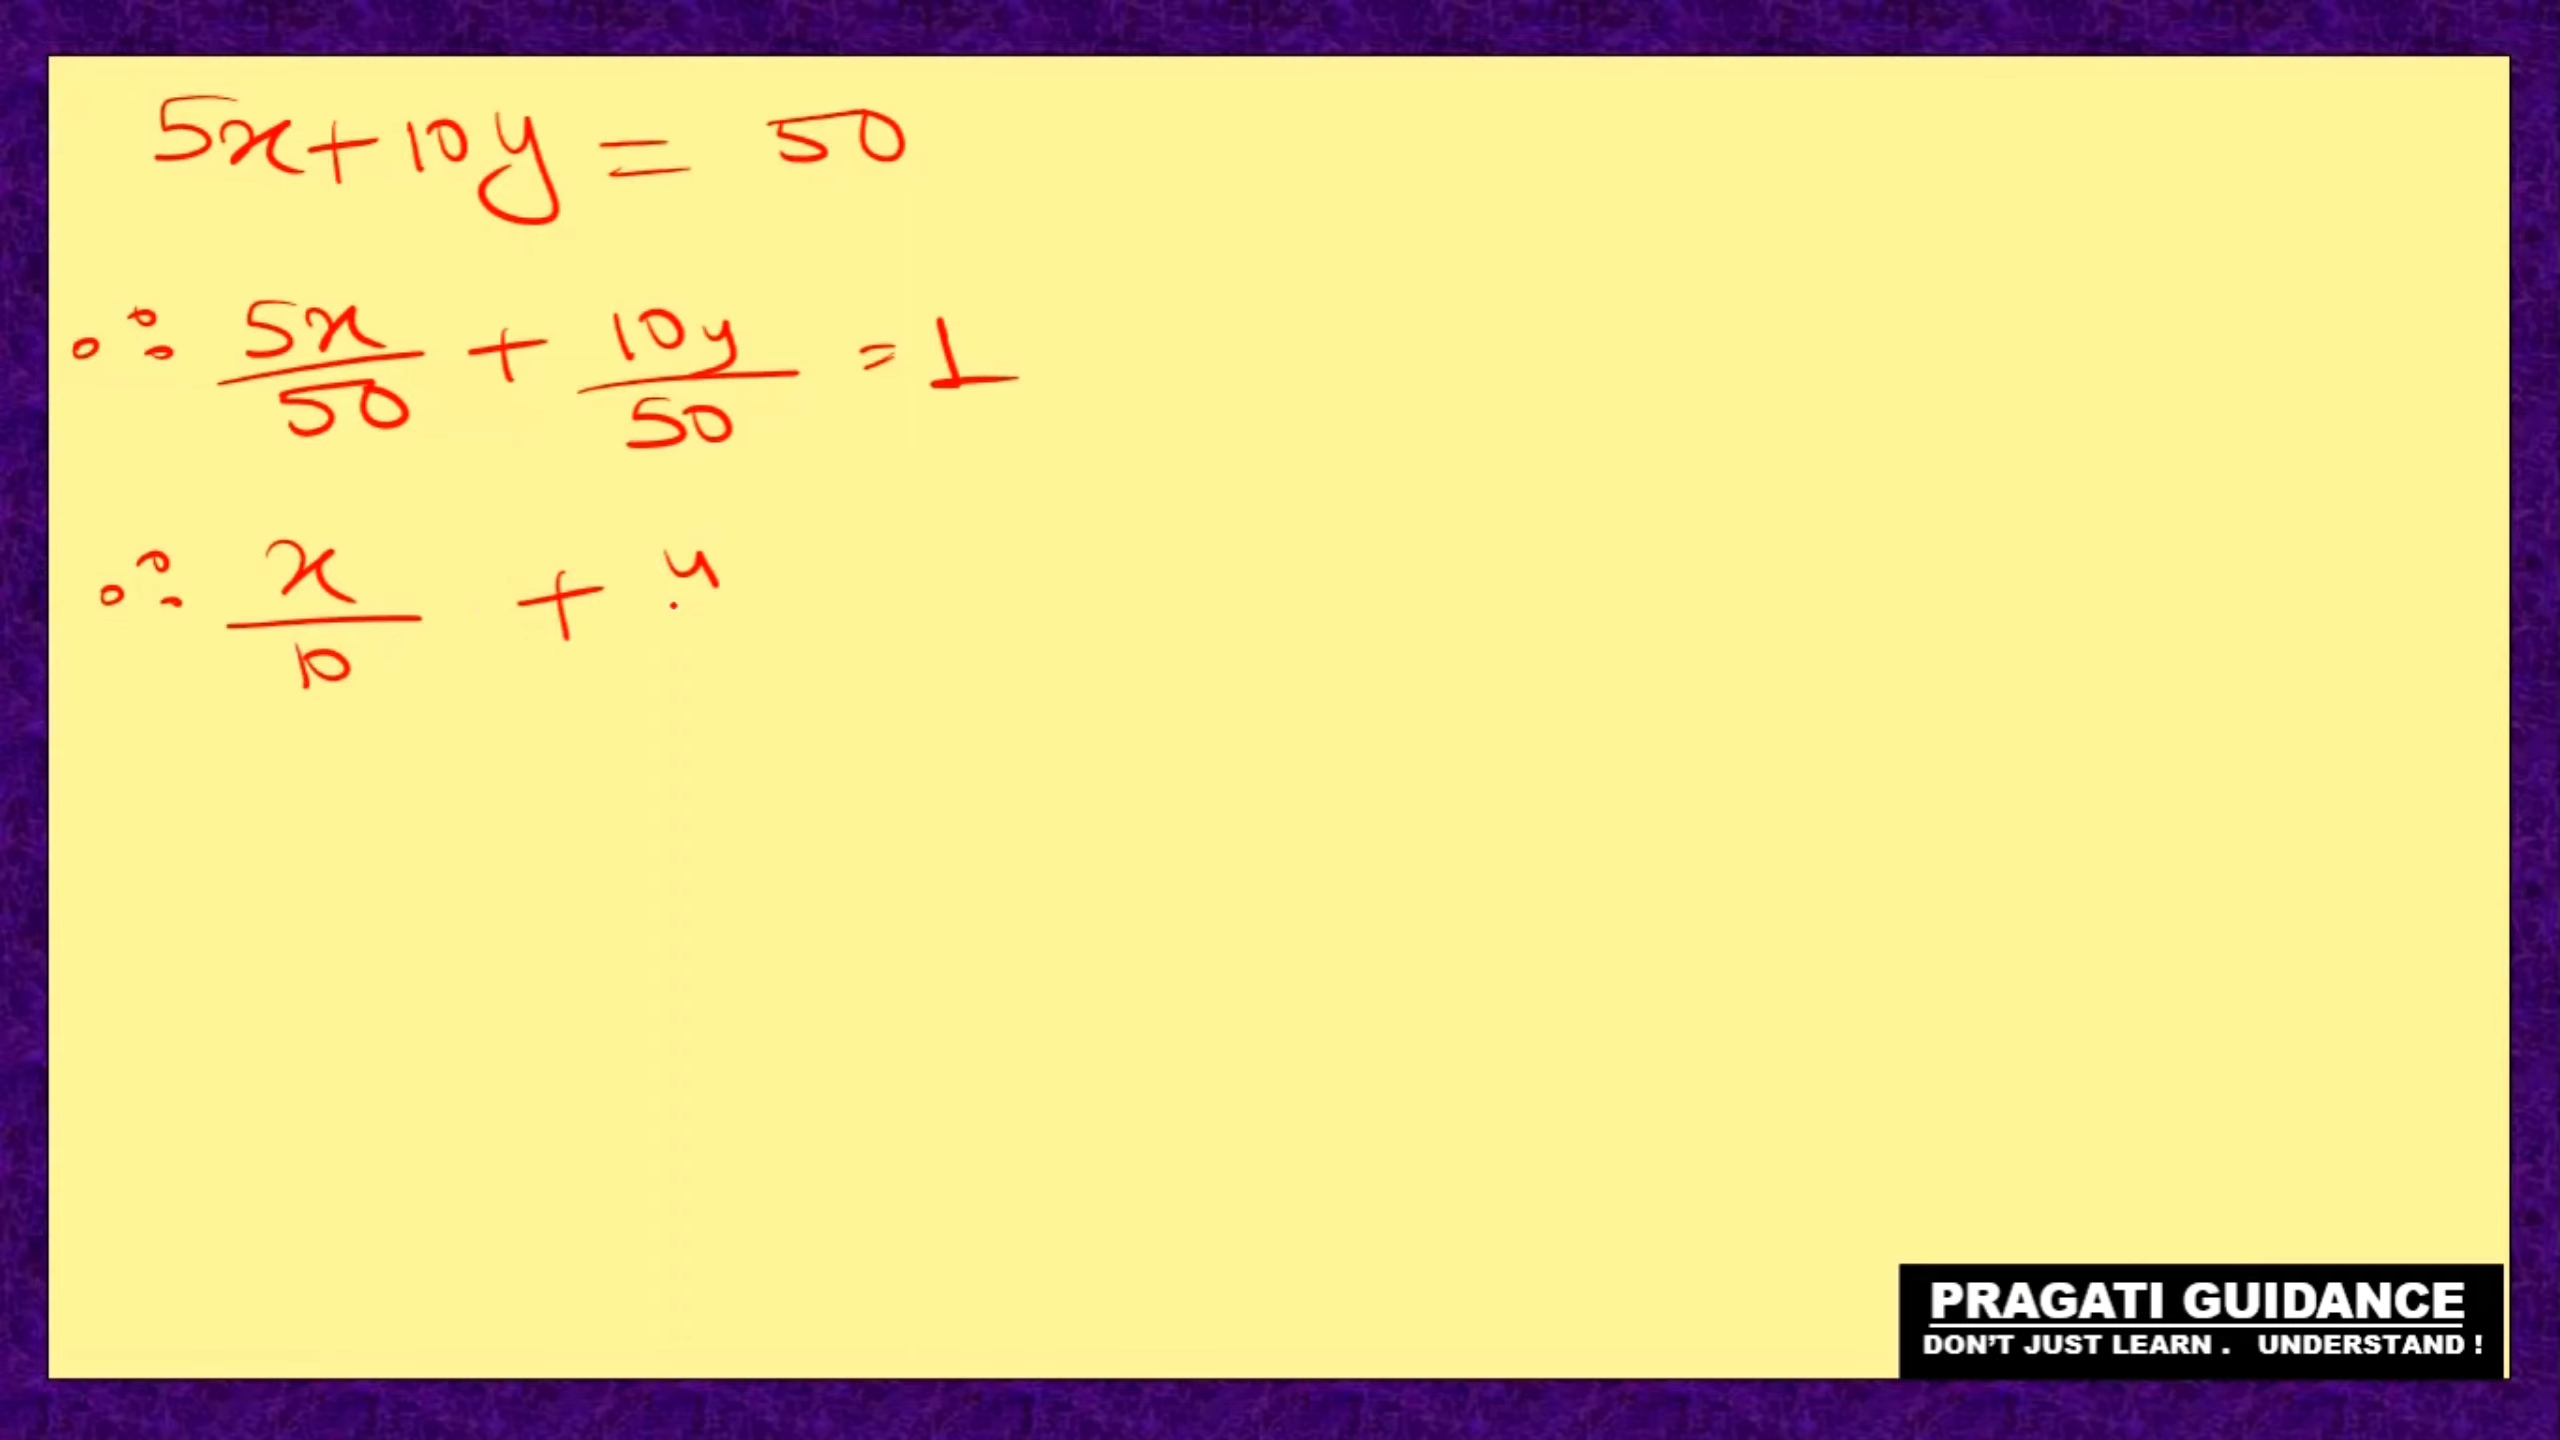 5x+10y = 50
∴ 5x/50 + 10y/50 = 1
∴ x/10 + y
PRAGATI GUIDANCE
DON'T JUST LEARN . UNDERSTAND !